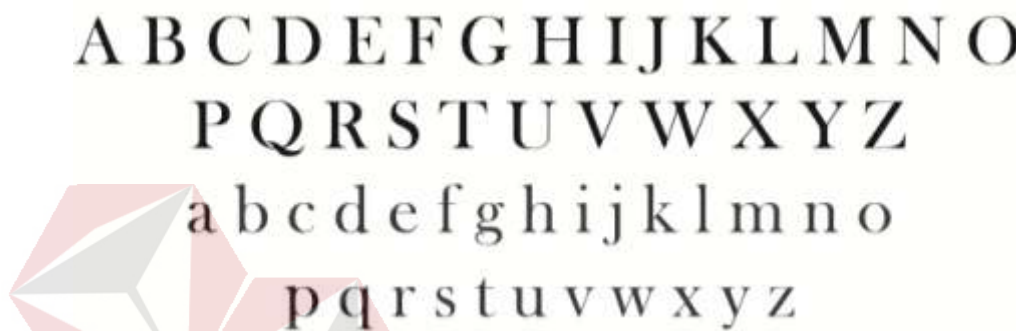 A B C D E F G H I J K L M N O
P Q R S T U V W X Y Z
a b c d e f g h i j k l m n o
p q r s t u v w x y z